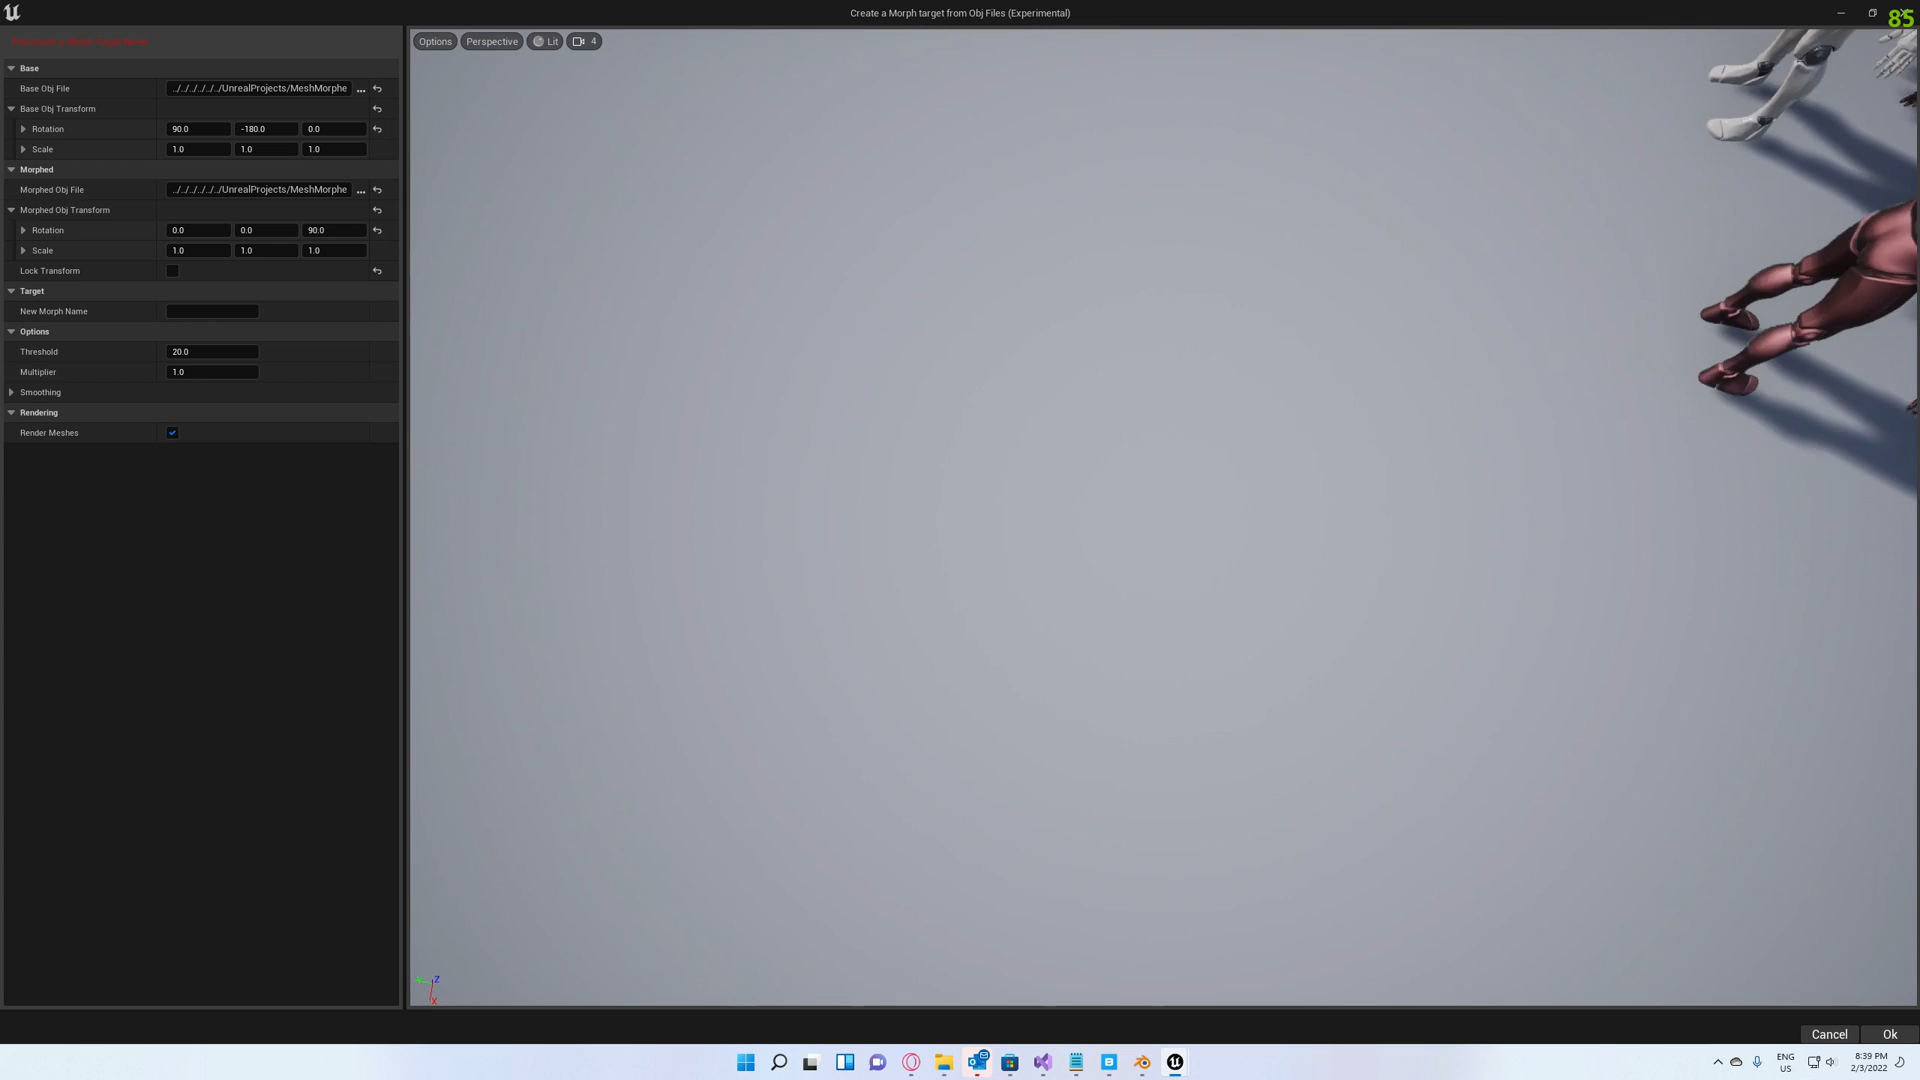 Create a Morph target from Obj Files (Experimental)
85
Options
Perspective
Lit
4
Base
Base Obj File
../../../../../../UnrealProjects/MeshMorphe
...
Base Obj Transform
Rotation
90.0
-180.0
0.0
Scale
1.0
1.0
1.0
Morphed
Morphed Obj File
../../../../../../UnrealProjects/MeshMorphe
...
Morphed Obj Transform
Rotation
0.0
0.0
90.0
Scale
1.0
1.0
1.0
Lock Transform
Target
New Morph Name
Options
Threshold
20.0
Multiplier
1.0
Smoothing
Rendering
Render Meshes
Z
X
Cancel
Ok
ENG
US
8:39 PM
2/3/2022